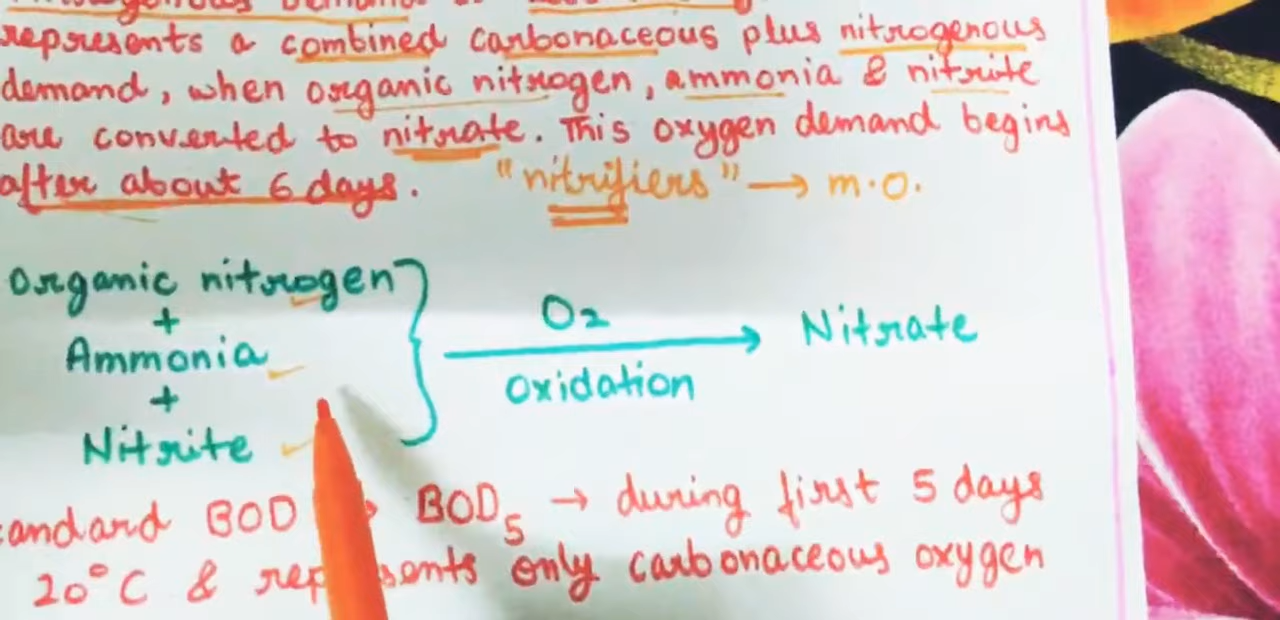 represents a combined carbonaceous plus nitrogenous
demand, when organic nitrogen, ammonia & nitrite
are converted to nitrate. This oxygen demand begins
after about 6 days. "nitrifiers" → m.o.
Organic nitrogen
+
Ammonia
+
Nitrite
O2
Oxidation
Nitrate
andard BOD → BOD5 → during first 5 days
20°C & represents only carbonaceous oxygen